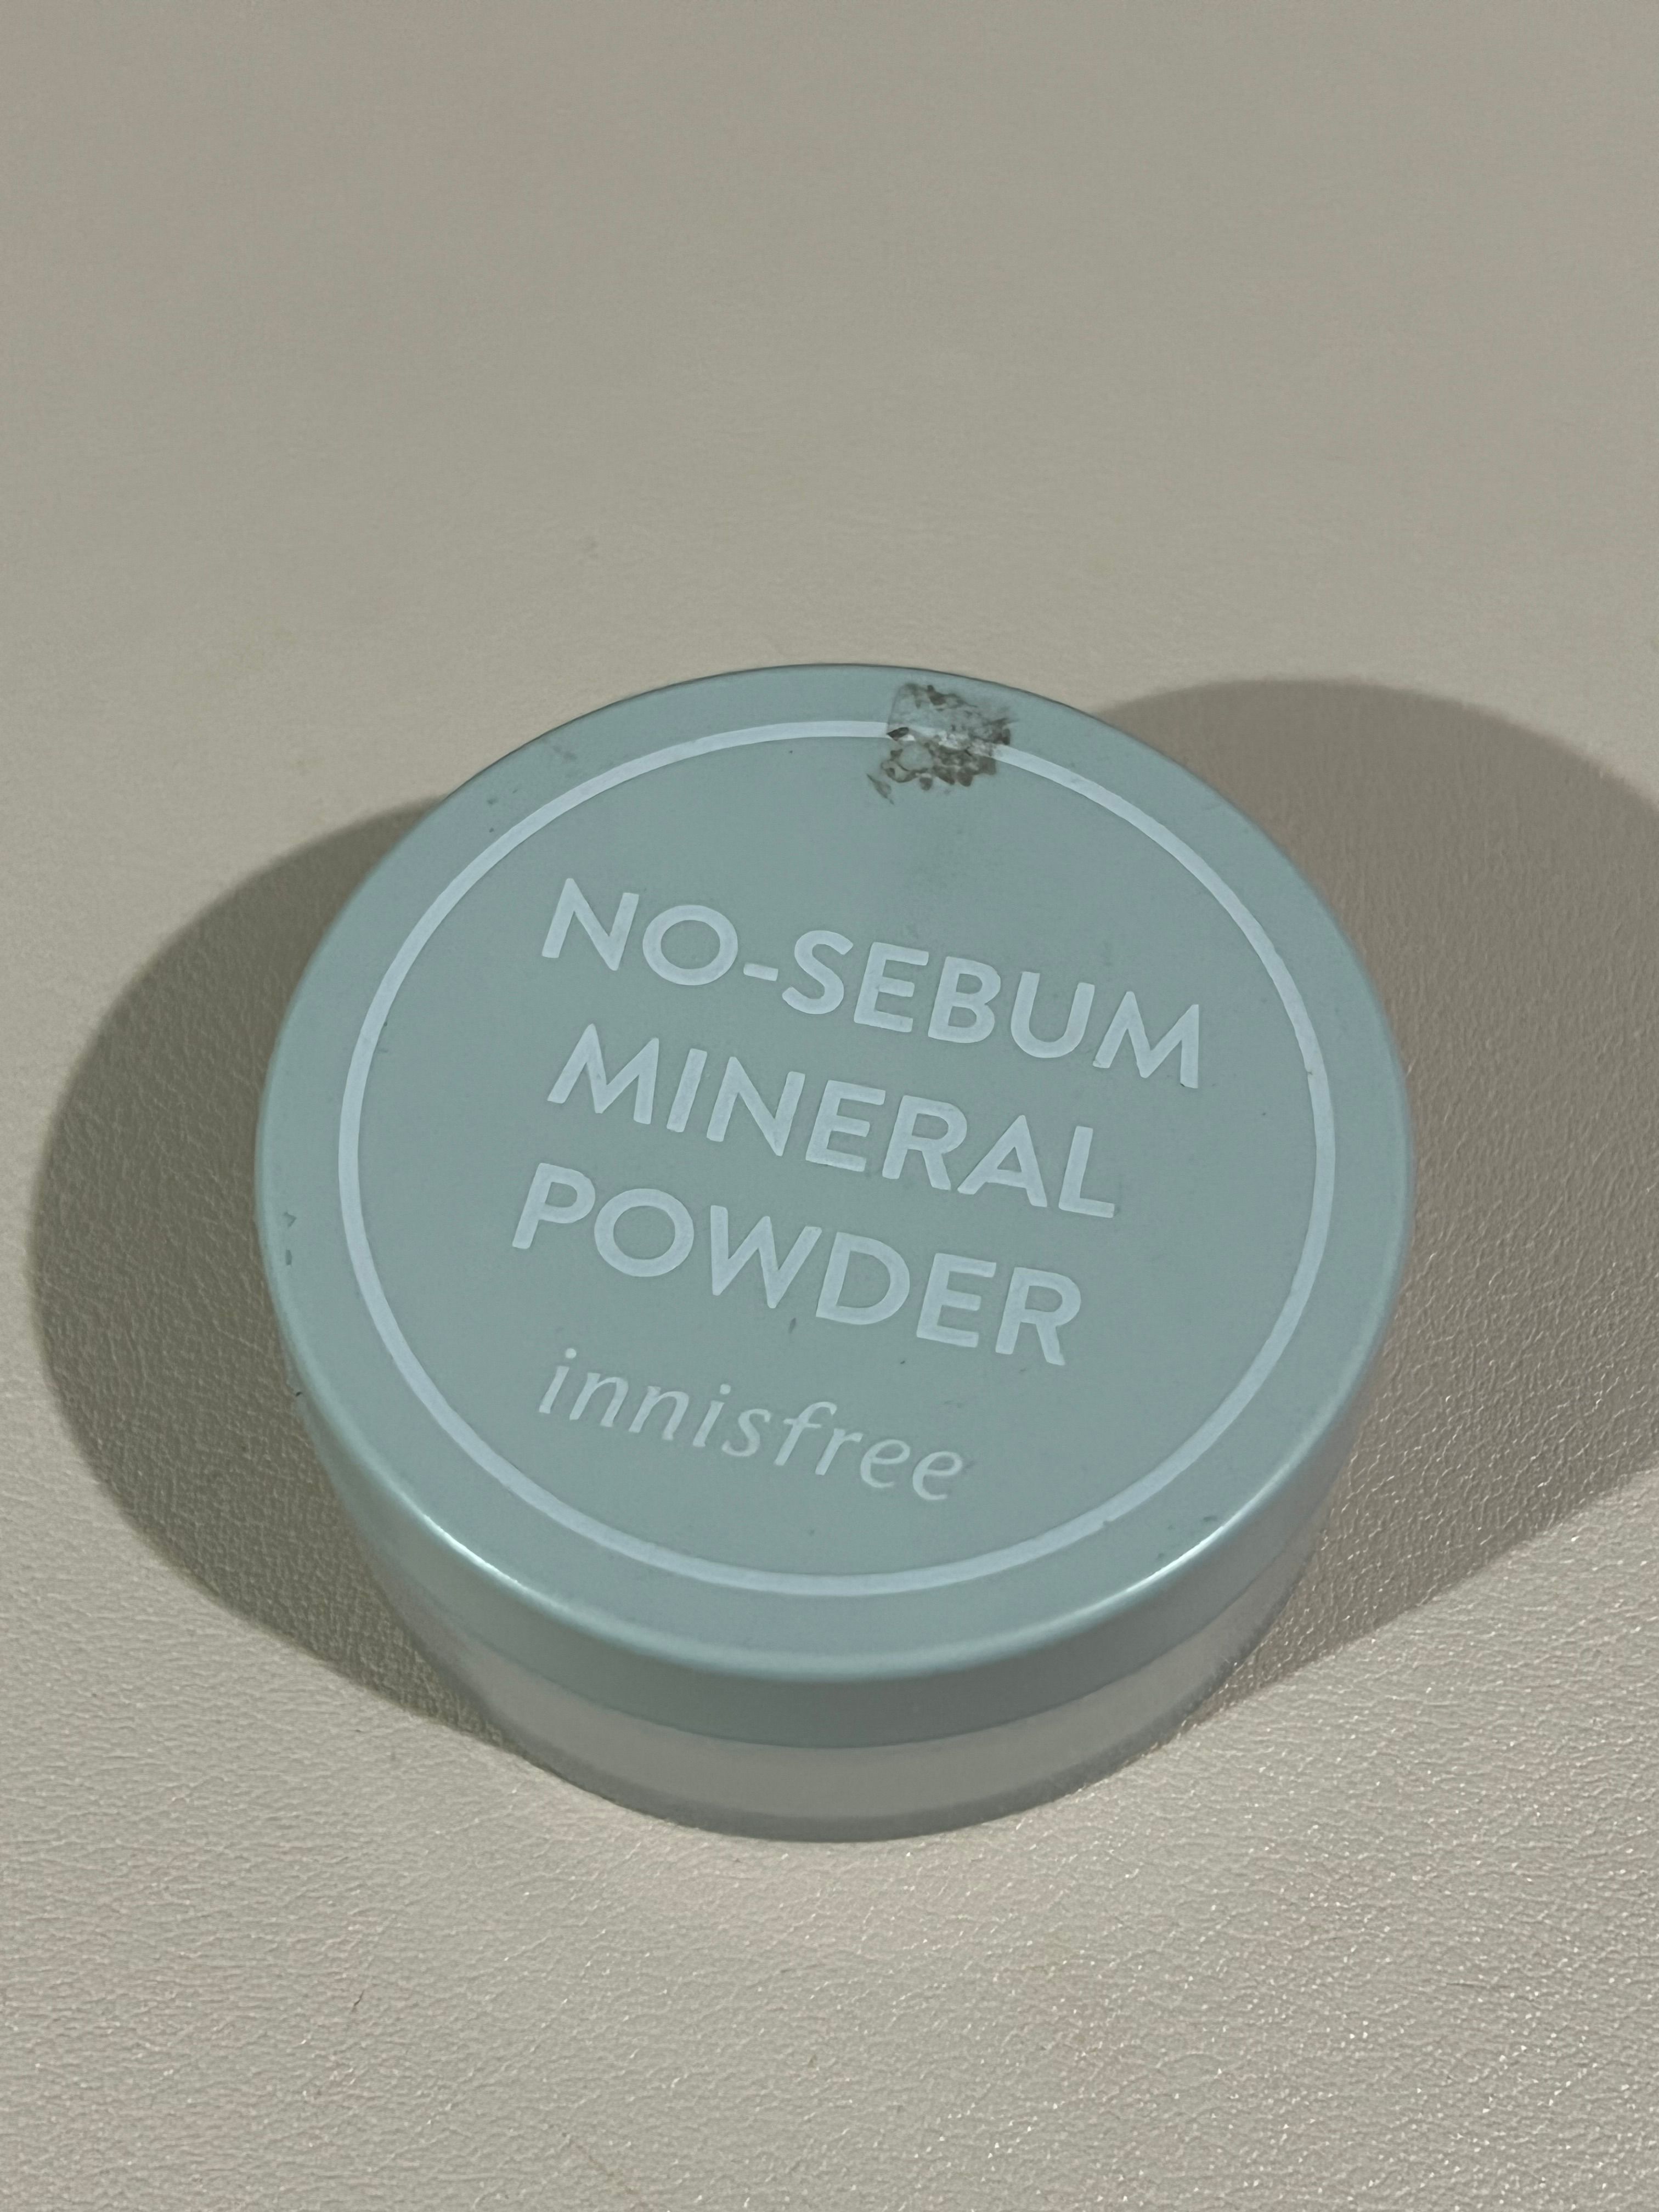 NO-SEBUM
MINERAL
POWDER
innisfree